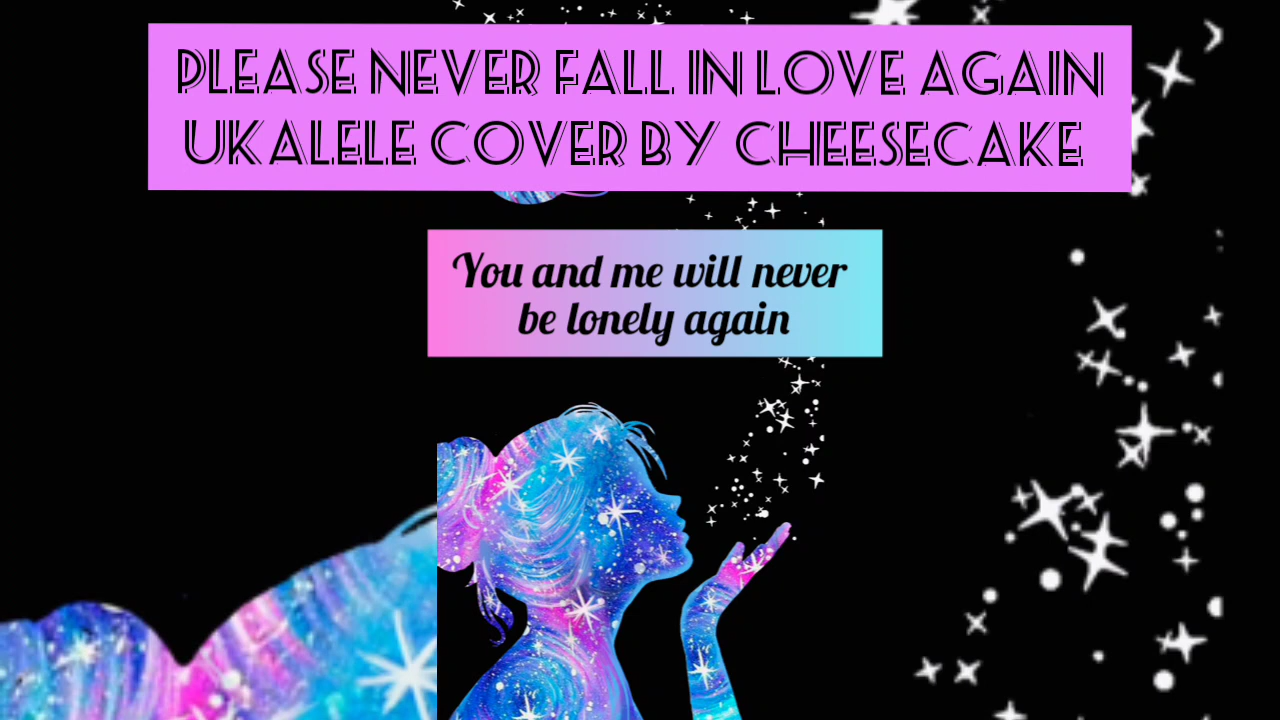 PLEASE NEVER FALL IN LOVE AGAIN
UKALELE COVER BY CHEESECAKE
You and me will never
be lonely again